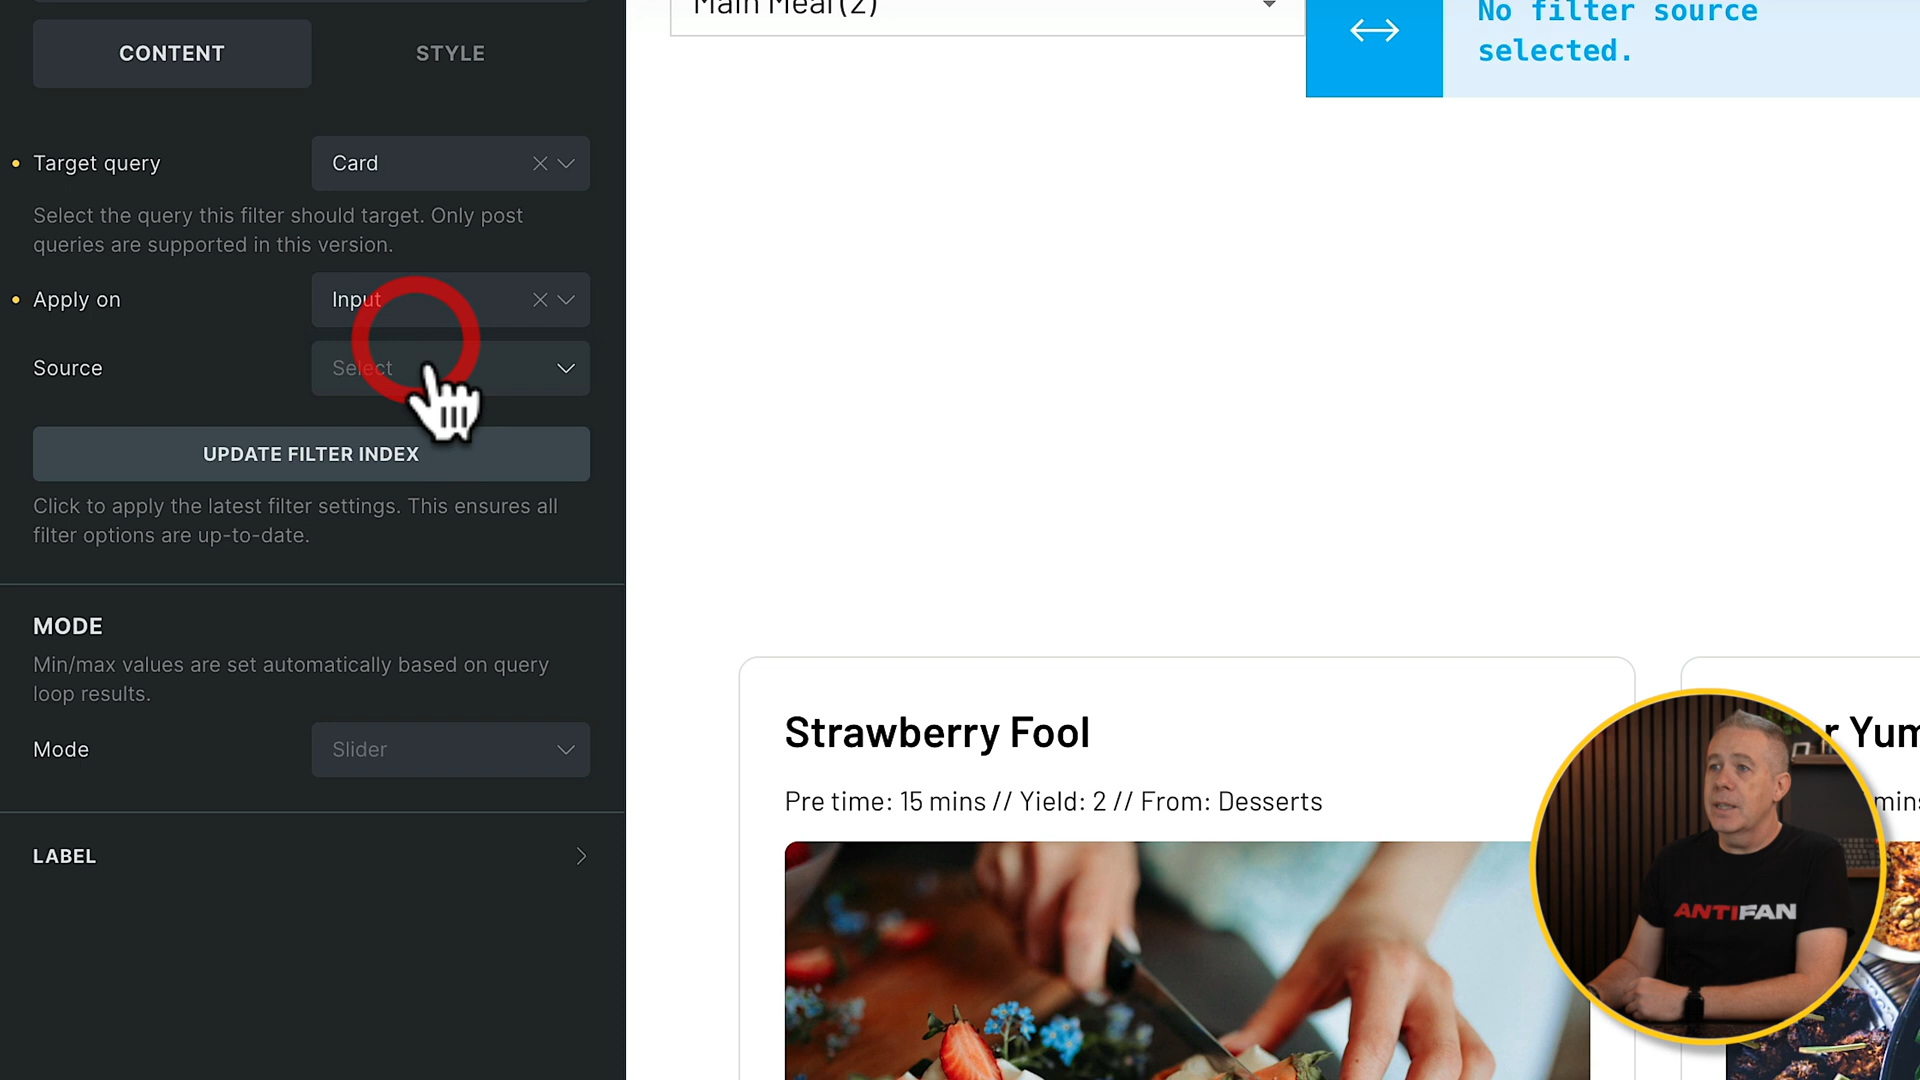 CONTENT
STYLE
Target query
Card
Select the query this filter should target. Only post
queries are supported in this version.
Apply on
Input
Source
Select
UPDATE FILTER INDEX
Click to apply the latest filter settings. This ensures all
filter options are up-to-date.
MODE
Min/max values are set automatically based on query
loop results.
Mode
Slider
LABEL
Main Meal (2)
No filter source
selected.
Strawberry Fool
Pre time: 15 mins // Yield: 2 // From: Desserts
r Yum
mins
ANTIFAN